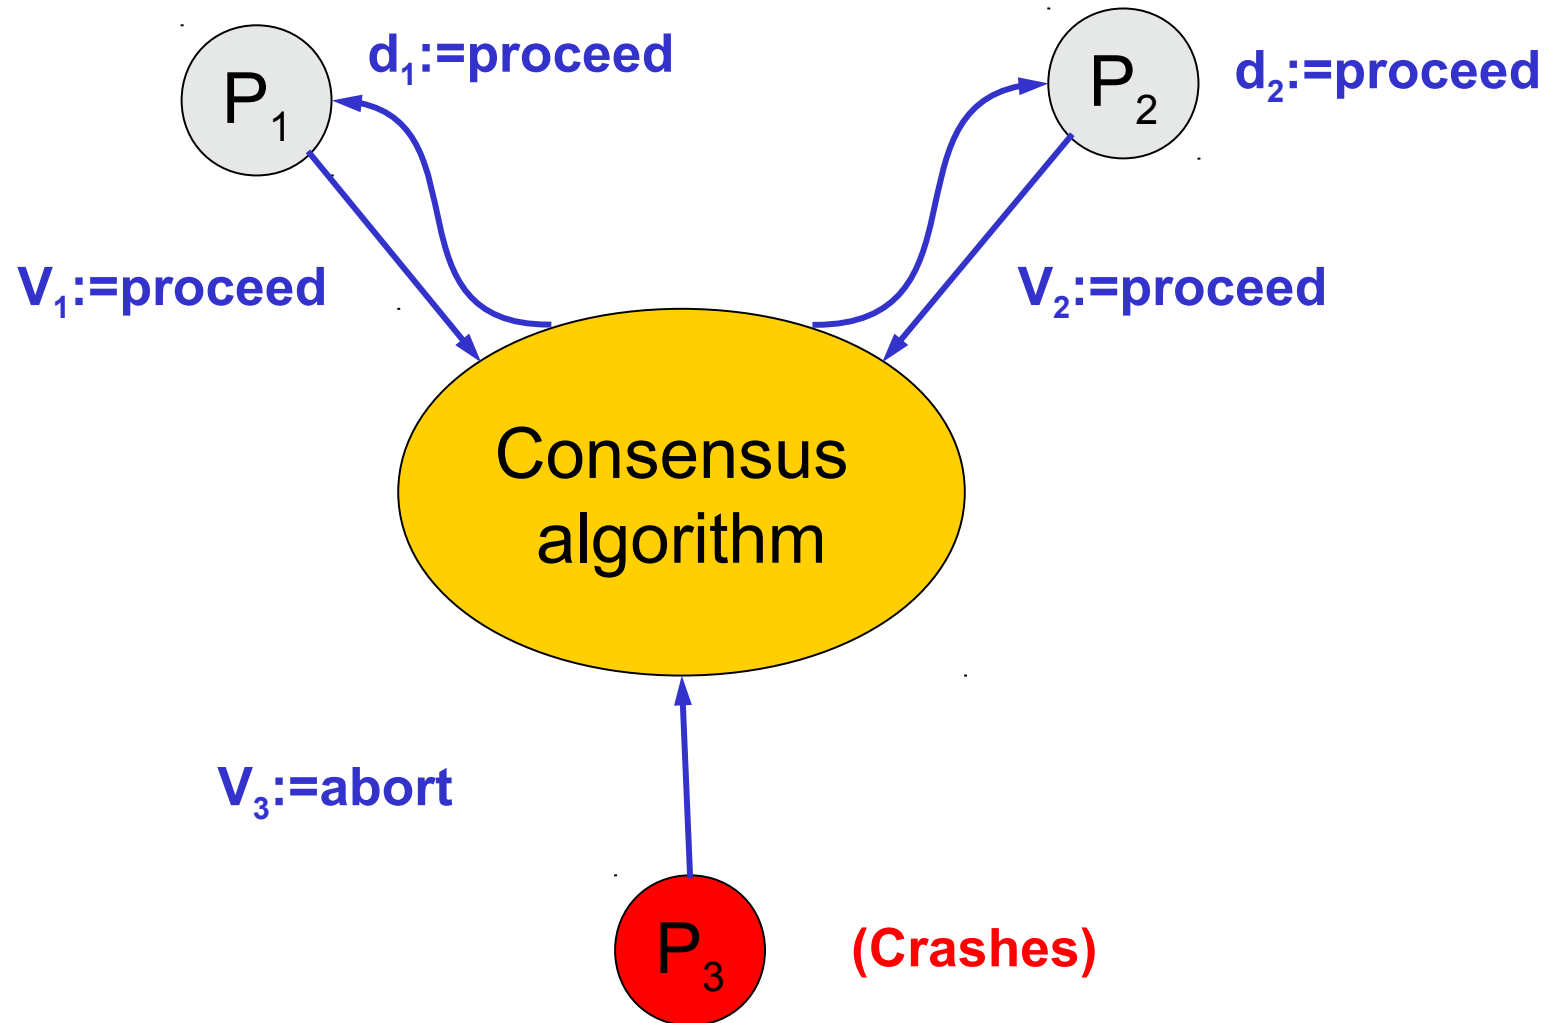 P₁
d₁:=proceed
P₂
d₂:=proceed
V₁:=proceed
V₂:=proceed
Consensus
algorithm
V₃:=abort
P₃
(Crashes)